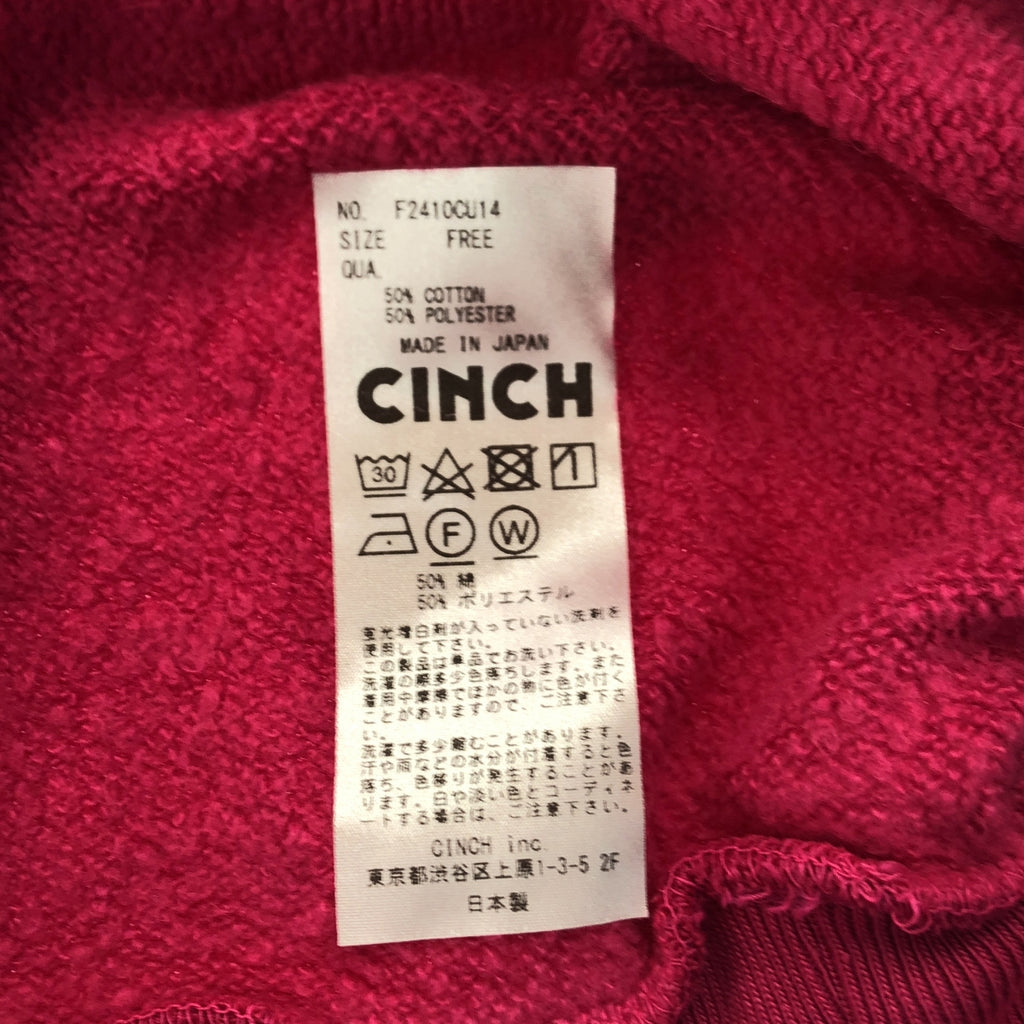 NO. F2410CU14
SIZE FREE
QUA.
50% COTTON
50% POLYESTER
MADE IN JAPAN
CINCH
30
F W
50% 綿
50% ポリエステル
蛍光増白剤が入っていない洗剤を
使用して下さい。
この製品は単品でお洗い下さい。
洗濯の際多少色落ちします。また
着用中摩擦でほかの物に色が付く
ことがありますので、ご注意下さ
い。
洗濯で多少縮むことがあります。
汗や雨などの水分が付着すると色
落ち、色移りが発生することがあ
ります。白や淡い色とコーディネ
ートする場合は、ご注意下さい。
CINCH inc.
東京都渋谷区上原1-3-5 2F
日本製